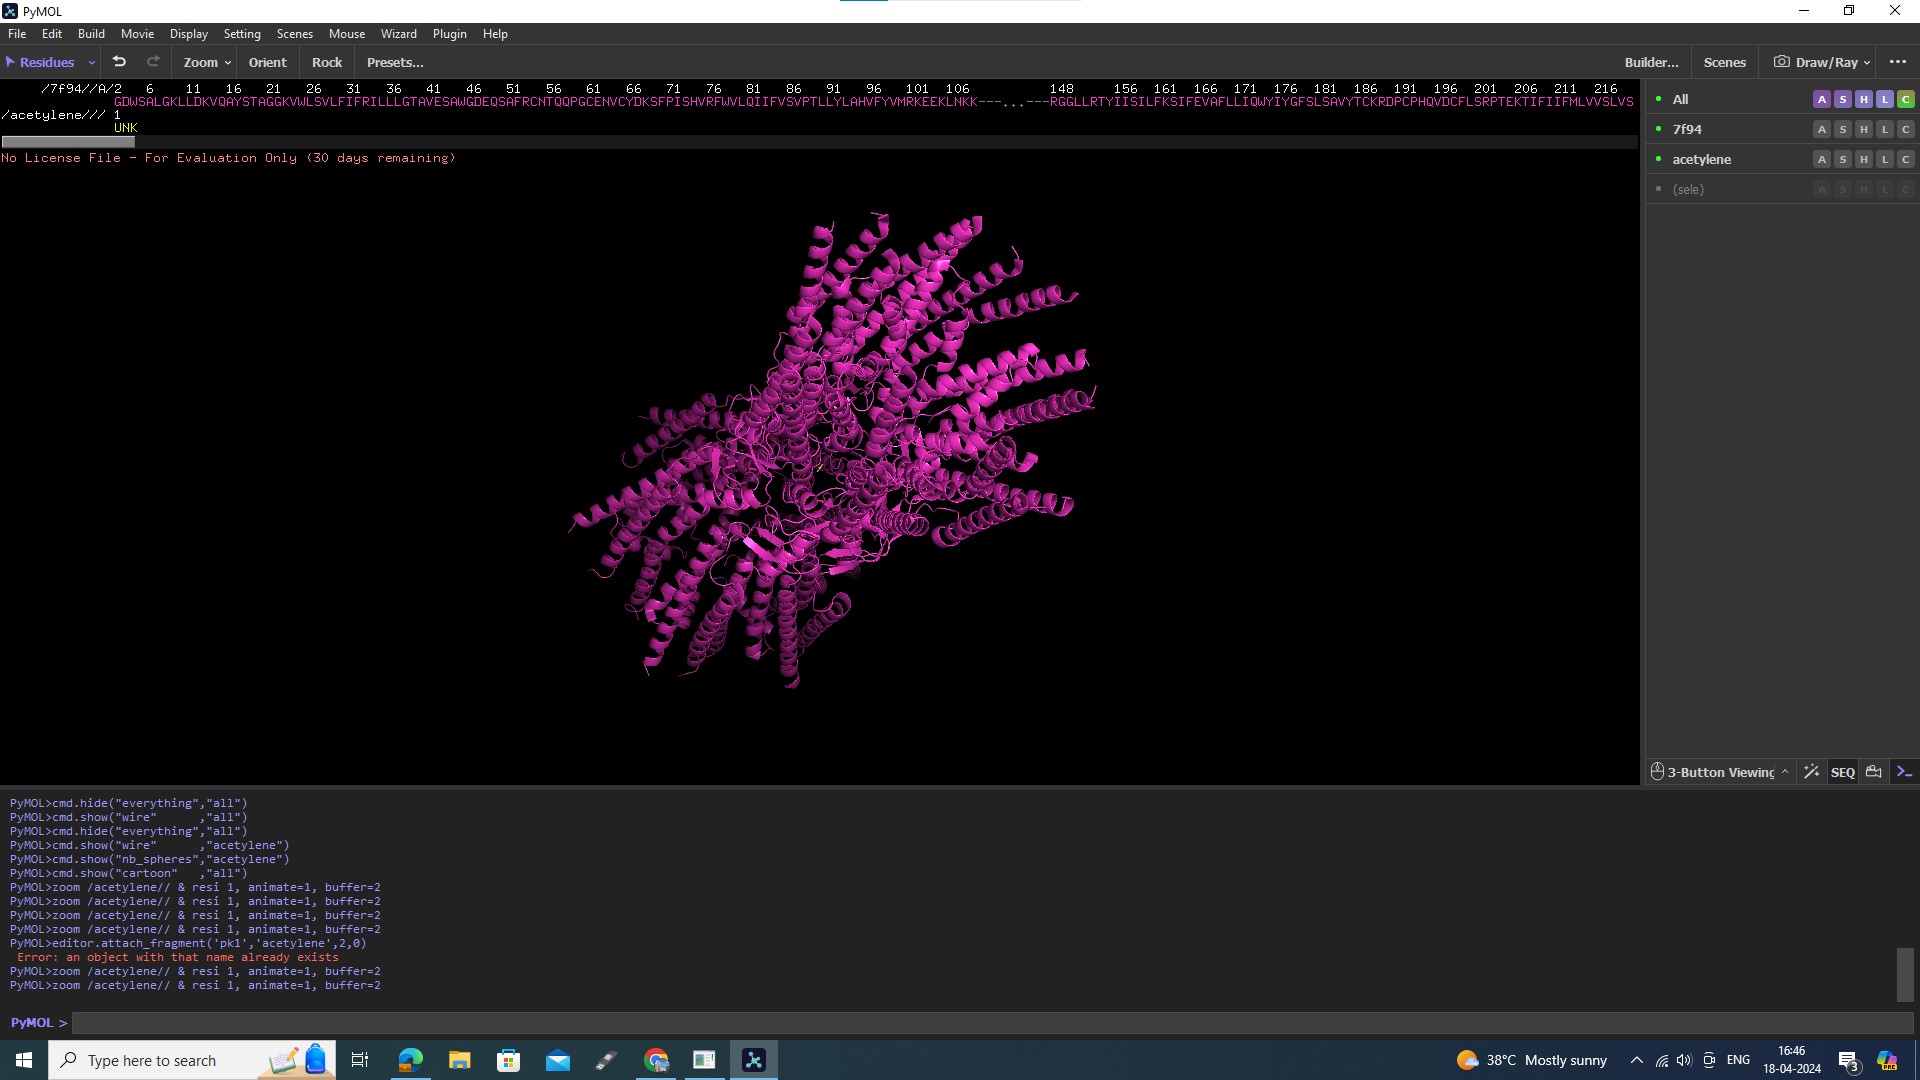 PyMOL
File Edit Build Movie Display Setting Scenes Mouse Wizard Plugin Help
Residues Zoom Orient Rock Presets... Builder... Scenes Draw/Ray
/7f94//A/2 6 11 16 21 26 31 36 41 46 51 56 61 66 71 76 81 86 91 96 101 106 148 156 161 166 171 176 181 186 191 196 201 206 211 216
GDWSALGKLLDKVQAYSTAGGKVWLSVLFIFRILLLGTAVESAWGDEQSAFRCNTQQPGCENVCYDKSFPISHVRFWVLQIIFVSVPTLLYLAHVFYVMRKEEKLNKK---...---RGGLLRTYIISILFKSIFEVAFLLIQWYIYGFSLSAVYTCKRDPCPHQVDCFLSRPTEKTIFIIFMLVVSLVS
/acetylene/// 1
UNK
No License File - For Evaluation Only (30 days remaining)
All A S H L C
7f94 A S H L C
acetylene A S H L C
(sele) A S H L C
3-Button Viewing SEQ
PyMOL>cmd.hide("everything","all")
PyMOL>cmd.show("wire" ,"all")
PyMOL>cmd.hide("everything","all")
PyMOL>cmd.show("wire" ,"acetylene")
PyMOL>cmd.show("nb_spheres","acetylene")
PyMOL>cmd.show("cartoon" ,"all")
PyMOL>zoom /acetylene// & resi 1, animate=1, buffer=2
PyMOL>zoom /acetylene// & resi 1, animate=1, buffer=2
PyMOL>zoom /acetylene// & resi 1, animate=1, buffer=2
PyMOL>zoom /acetylene// & resi 1, animate=1, buffer=2
PyMOL>editor.attach_fragment('pk1','acetylene',2,0)
Error: an object with that name already exists
PyMOL>zoom /acetylene// & resi 1, animate=1, buffer=2
PyMOL>zoom /acetylene// & resi 1, animate=1, buffer=2
PyMOL >
Type here to search
38°C Mostly sunny
ENG
16:46
18-04-2024
3
PRE